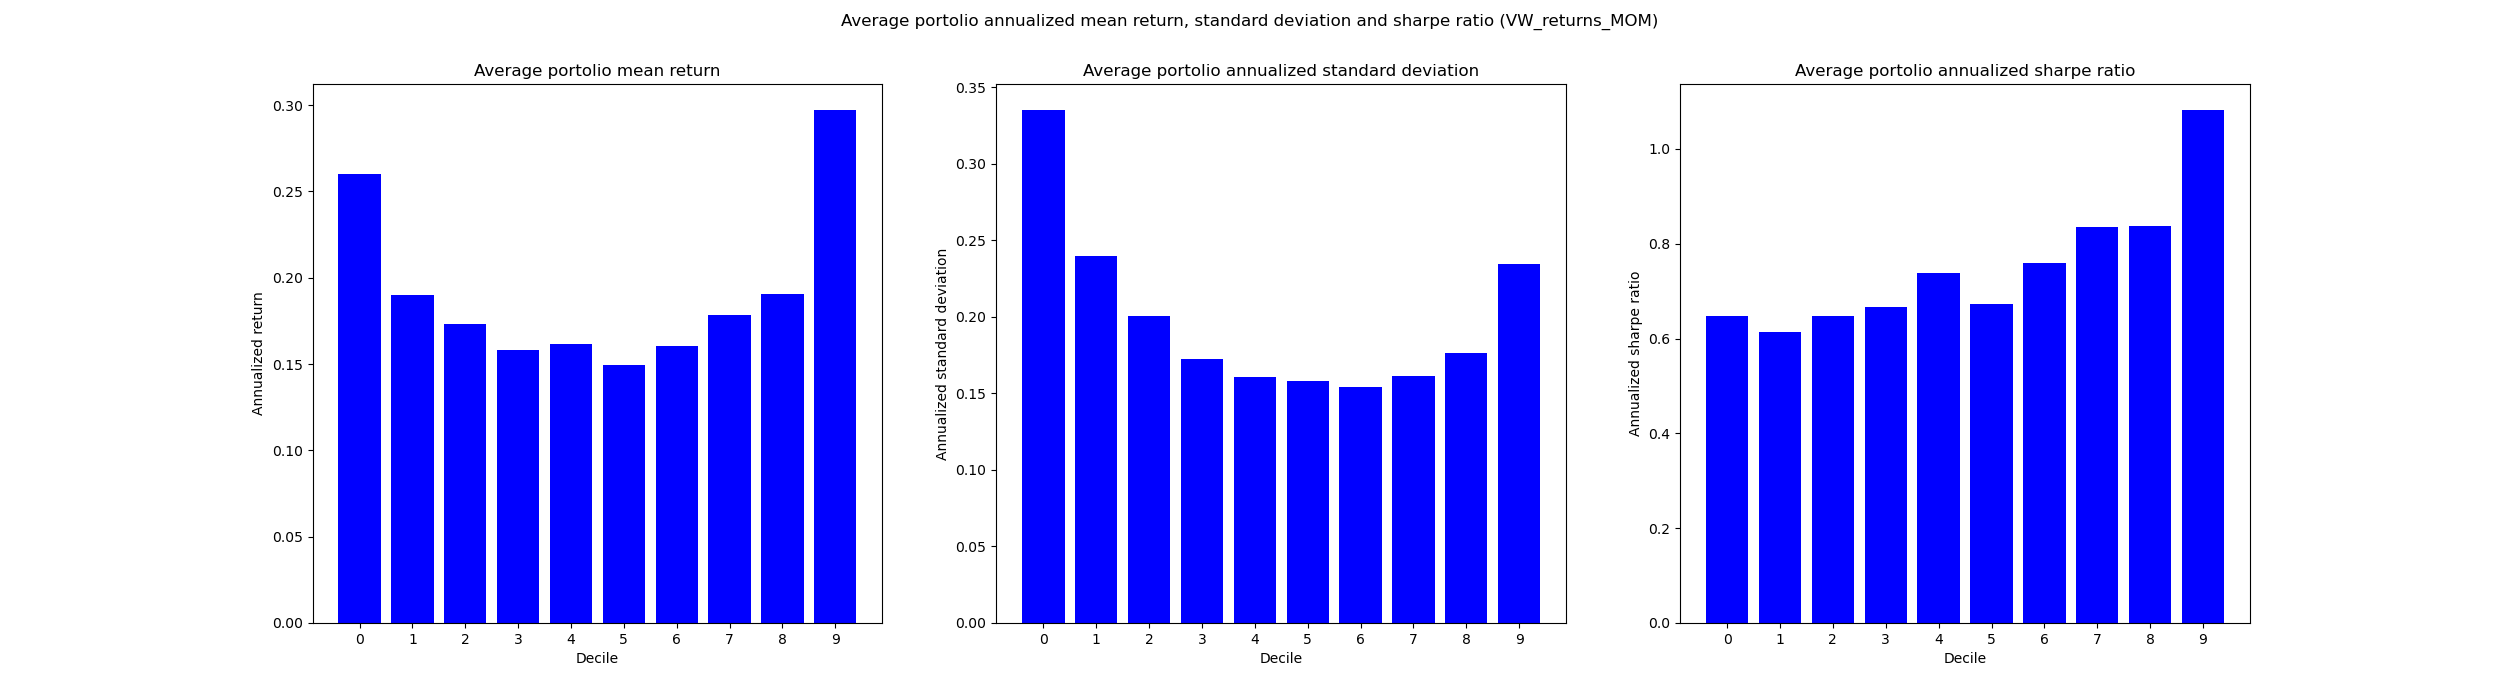 Average portolio annualized mean return, standard deviation and sharpe ratio (VW_returns_MOM)
Average portolio mean return
0.30
0.25
0.20
0.15
0.10
0.05
0.00
Annualized return
0 1 2 3 4 5 6 7 8 9
Decile
Average portolio annualized standard deviation
0.35
0.30
0.25
0.20
0.15
0.10
0.05
0.00
Annualized standard deviation
0 1 2 3 4 5 6 7 8 9
Decile
Average portolio annualized sharpe ratio
1.0
0.8
0.6
0.4
0.2
0.0
Annualized sharpe ratio
0 1 2 3 4 5 6 7 8 9
Decile